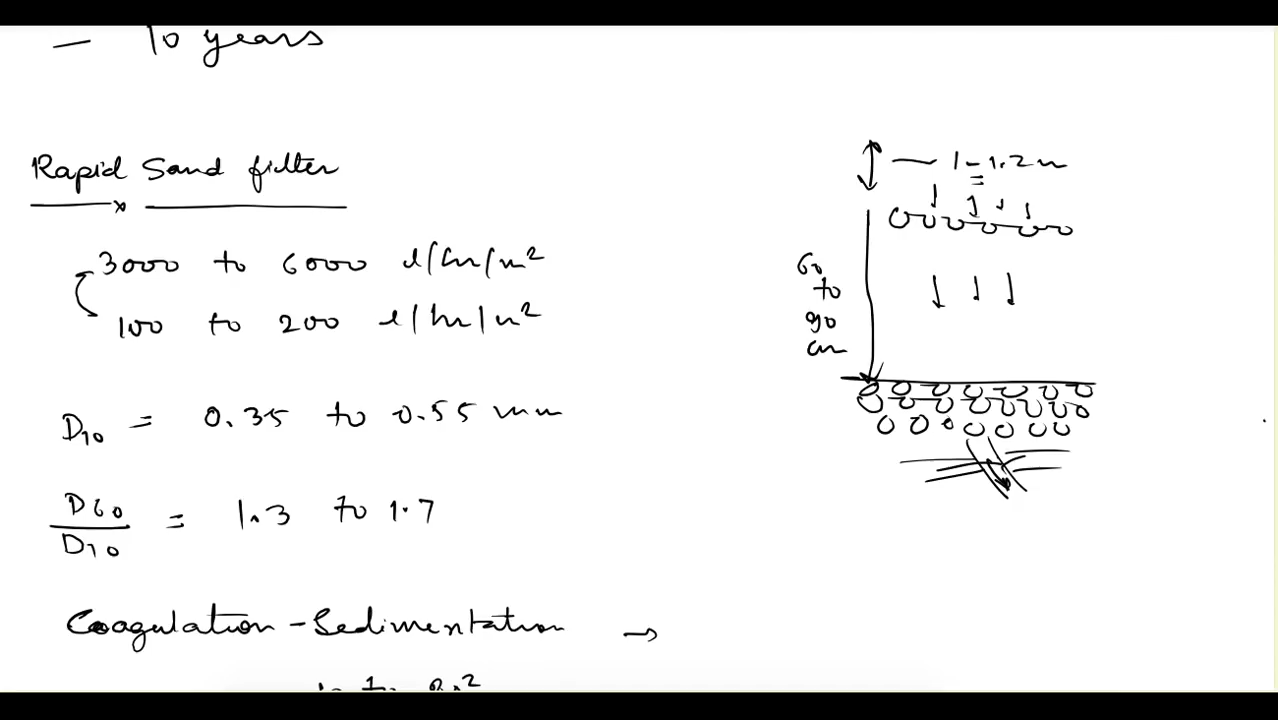 — 10 years
Rapid Sand filter
3000 to 6000 l/hr/m²
100 to 200 l/hr/m²
D10 = 0.35 to 0.55 mm
D60/D10 = 1.3 to 1.7
Coagulation - Sedimentation →
1-1.2m
60
to
90
cm